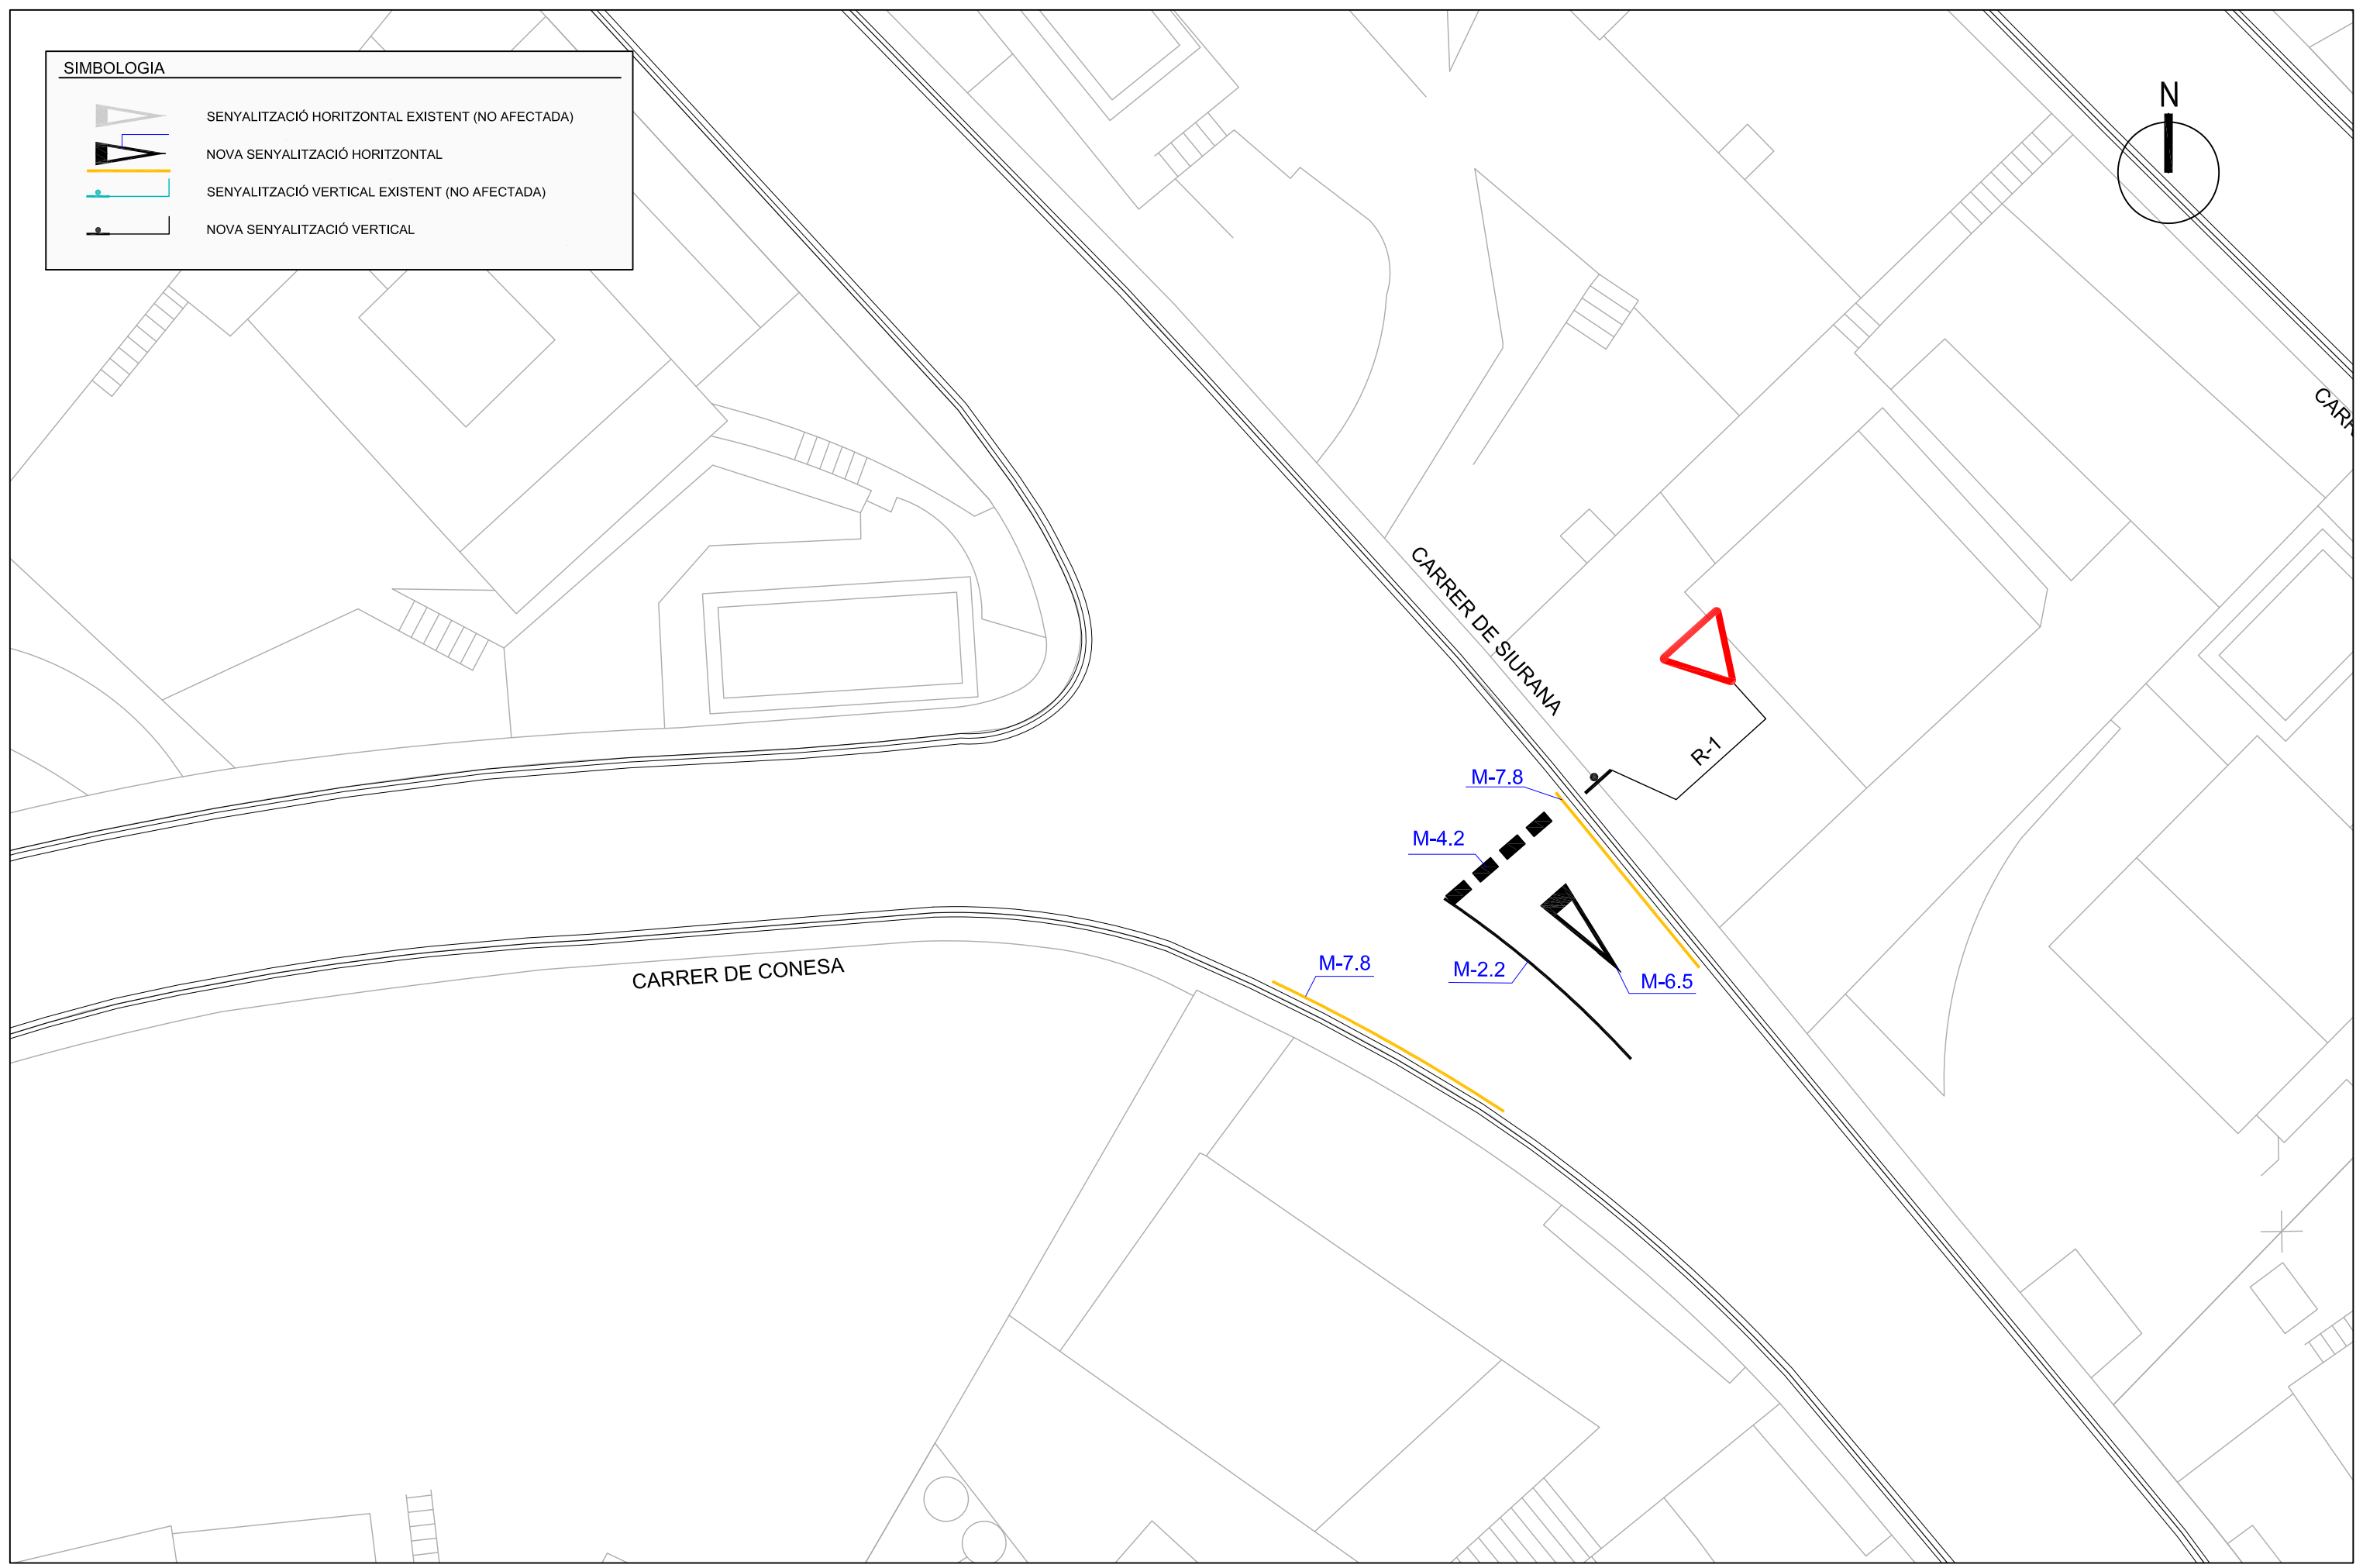 SIMBOLOGIA
SENYALITZACIÓ HORITZONTAL EXISTENT (NO AFECTADA)
NOVA SENYALITZACIÓ HORITZONTAL
SENYALITZACIÓ VERTICAL EXISTENT (NO AFECTADA)
NOVA SENYALITZACIÓ VERTICAL
N
CARR
CARRER DE SIURANA
R-1
M-7.8
M-4.2
M-7.8
M-2.2
M-6.5
CARRER DE CONESA